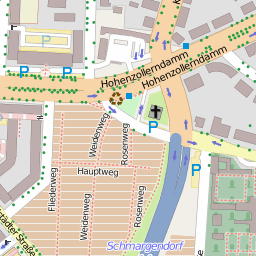 Hohenzollerndamm
Hohenzollerndamm
P
P
P
P
Weidenweg
Rosenweg
Fliederweg
Hauptweg
Weidenweg
Rosenweg
Straße
Schmargendorf